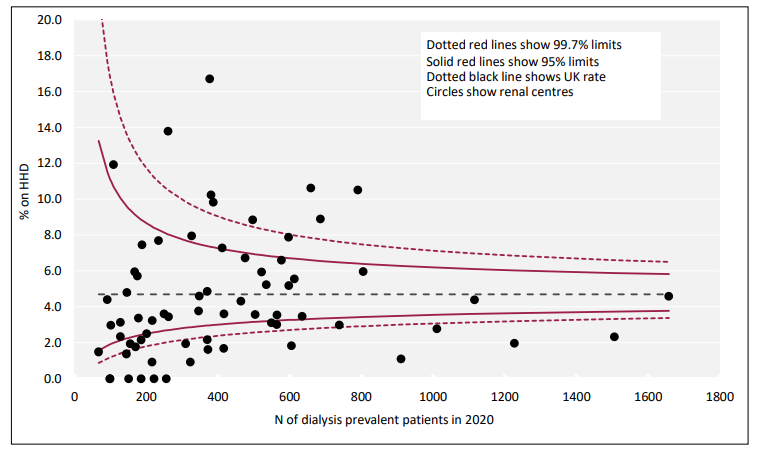 20.0
18.0
16.0
14.0
12.0
10.0
8.0
6.0
4.0
2.0
0.0
% on HHD
Dotted red lines show 99.7% limits
Solid red lines show 95% limits
Dotted black line shows UK rate
Circles show renal centres
0 200 400 600 800 1000 1200 1400 1600 1800
N of dialysis prevalent patients in 2020